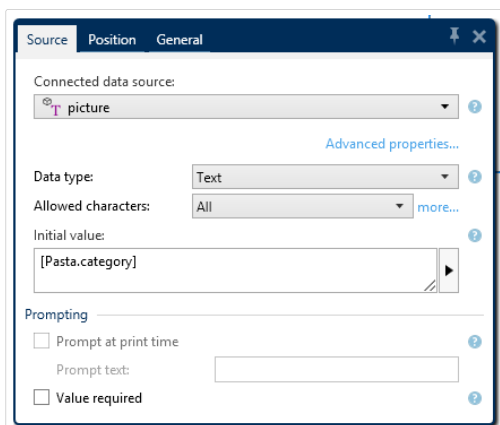 Source Position General
Connected data source:
T picture
Advanced properties...
Data type: Text
Allowed characters: All more...
Initial value:
[Pasta.category]
Prompting
Prompt at print time
Prompt text:
Value required